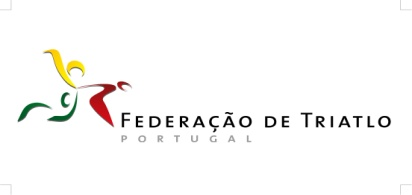 FEDERAÇÃO DE TRIATLO
PORTUGAL